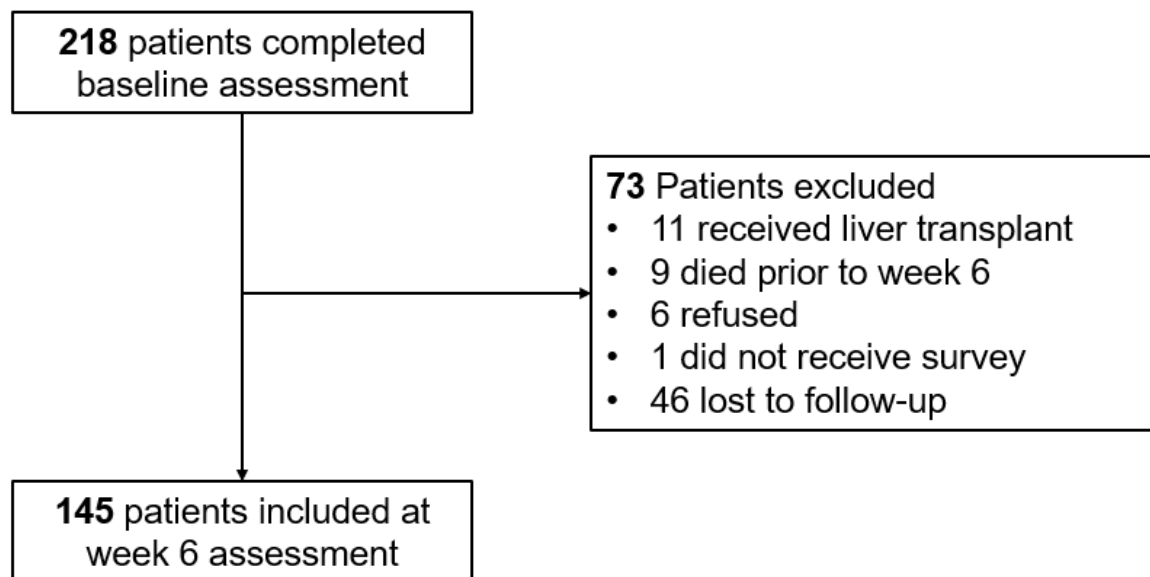 218 patients completed
baseline assessment
73 Patients excluded
• 11 received liver transplant
• 9 died prior to week 6
• 6 refused
• 1 did not receive survey
• 46 lost to follow-up
145 patients included at
week 6 assessment